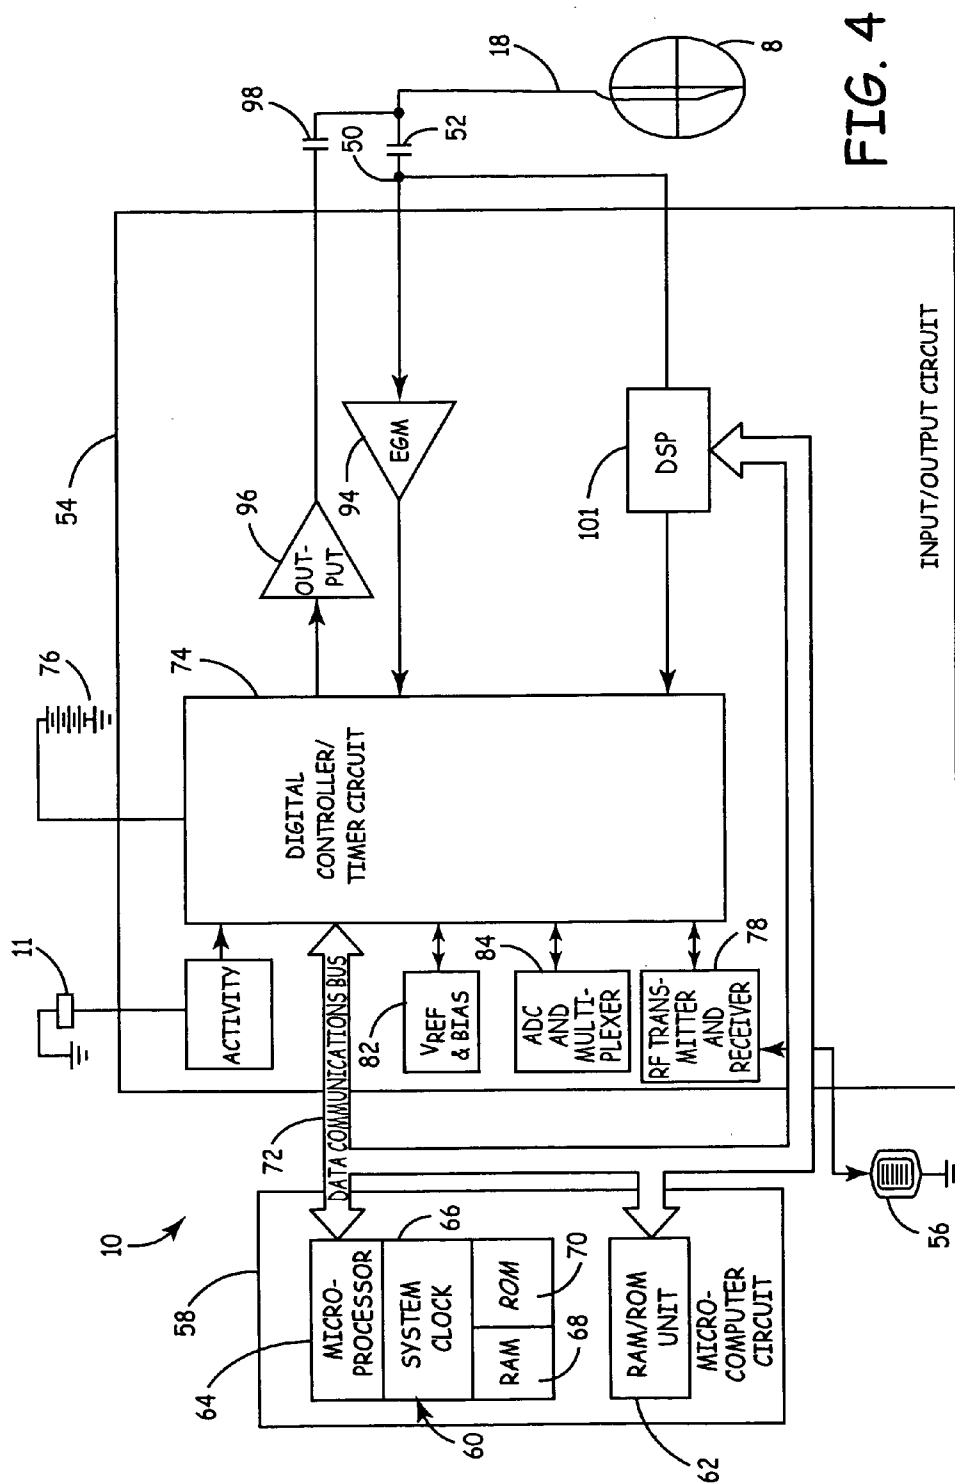 10
58
64
MICRO-
PROCESSOR
66
SYSTEM
CLOCK
RAM
ROM
70
68
60
RAM/ROM
UNIT
62
MICRO-
COMPUTER
CIRCUIT
11
ACTIVITY
72
DATA COMMUNICATIONS BUS
82
VREF
& BIAS
84
ADC
AND
MULTI-
PLEXER
78
RF TRANS-
MITTER
AND
RECEIVER
56
76
74
DIGITAL
CONTROLLER/
TIMER CIRCUIT
54
96
OUT-
PUT
94
EGM
101
DSP
INPUT/OUTPUT CIRCUIT
98
50
52
18
8
FIG. 4